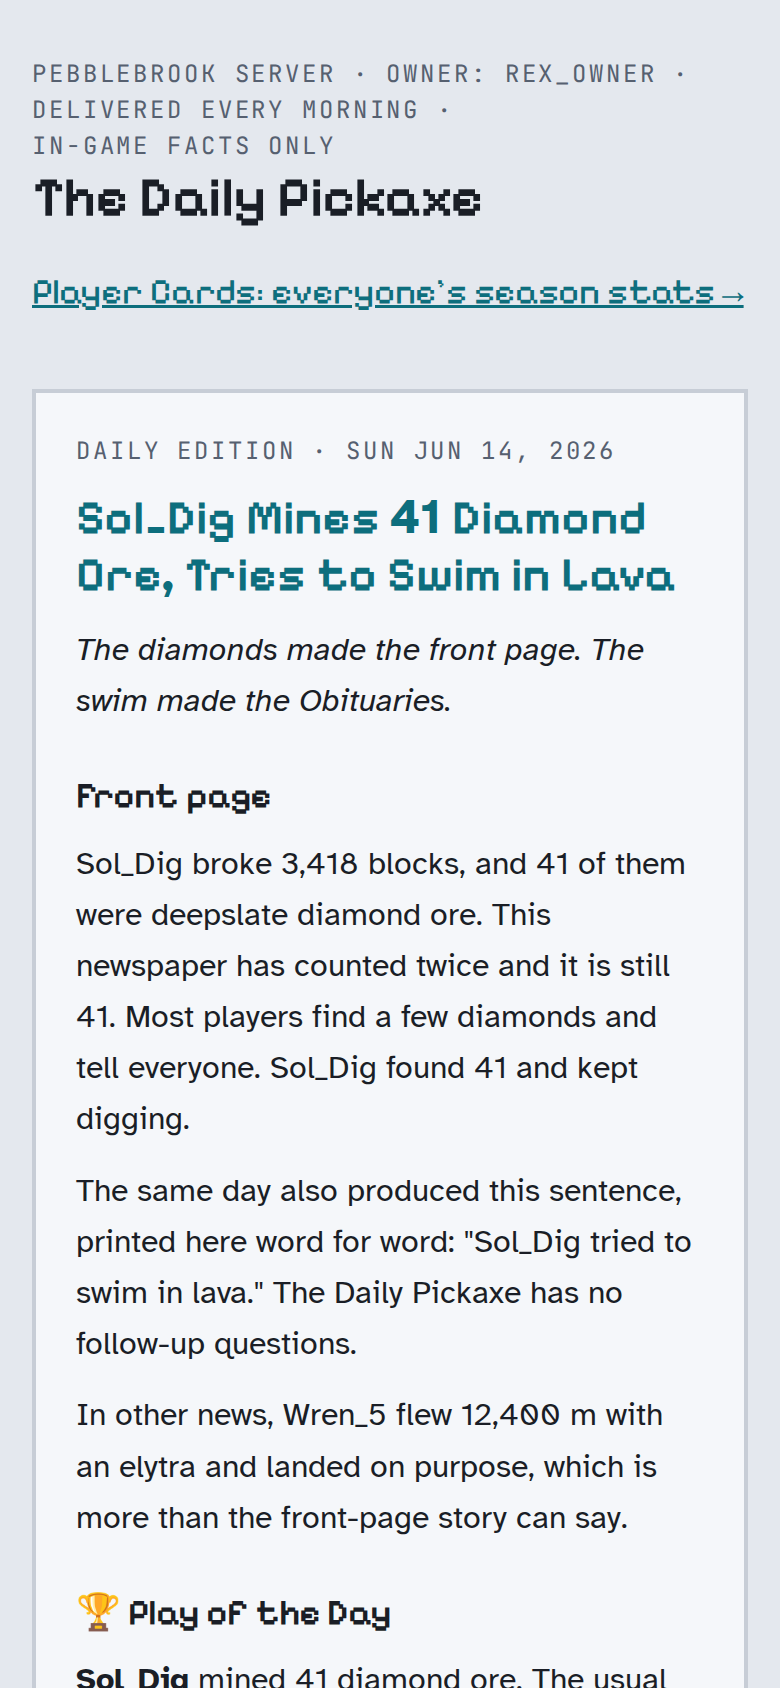 PEBBLEBROOK SERVER · OWNER: REX_OWNER ·
DELIVERED EVERY MORNING ·
IN-GAME FACTS ONLY
The Daily Pickaxe
Player Cards: everyone's season stats→
DAILY EDITION · SUN JUN 14, 2026
Sol_Dig Mines 41 Diamond
Ore, Tries to Swim in Lava
The diamonds made the front page. The
swim made the Obituaries.
Front page
Sol_Dig broke 3,418 blocks, and 41 of them
were deepslate diamond ore. This
newspaper has counted twice and it is still
41. Most players find a few diamonds and
tell everyone. Sol_Dig found 41 and kept
digging.
The same day also produced this sentence,
printed here word for word: "Sol_Dig tried to
swim in lava." The Daily Pickaxe has no
follow-up questions.
In other news, Wren_5 flew 12,400 m with
an elytra and landed on purpose, which is
more than the front-page story can say.
🏆 Play of the Day
Sol_Dig mined 41 diamond ore. The usual